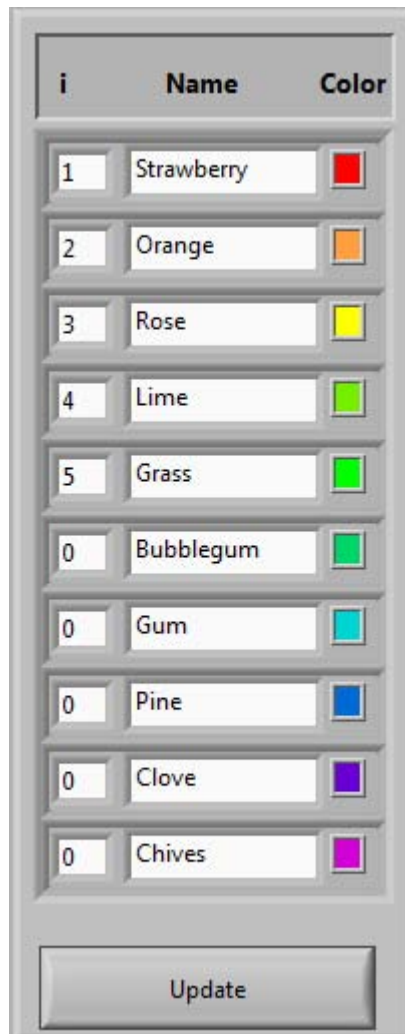 i Name Color
1 Strawberry
2 Orange
3 Rose
4 Lime
5 Grass
0 Bubblegum
0 Gum
0 Pine
0 Clove
0 Chives
Update